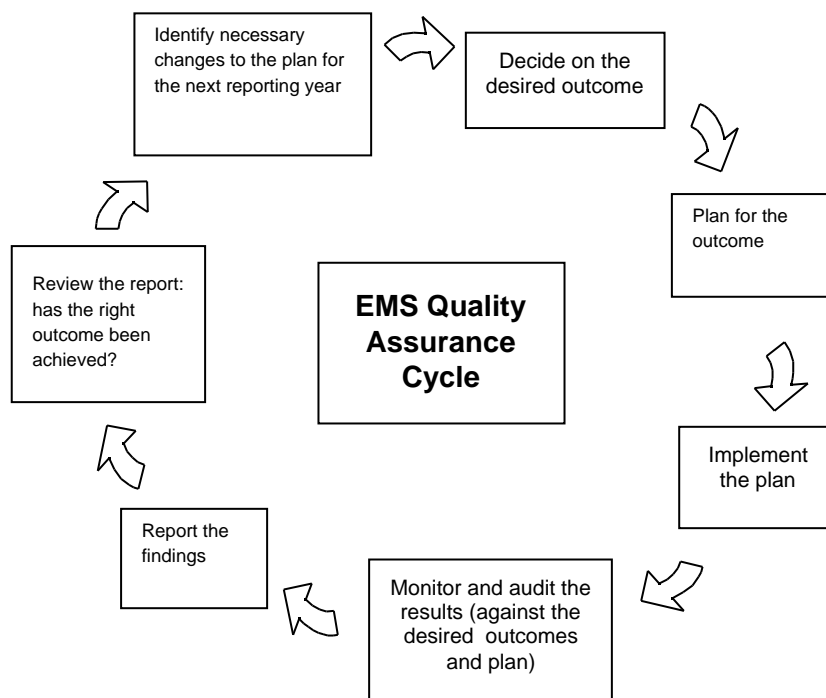 Identify necessary
changes to the plan for
the next reporting year
Decide on the
desired outcome
Plan for the
outcome
Implement
the plan
Monitor and audit the
results (against the
desired outcomes
and plan)
Report the
findings
Review the report:
has the right
outcome been
achieved?
EMS Quality
Assurance
Cycle